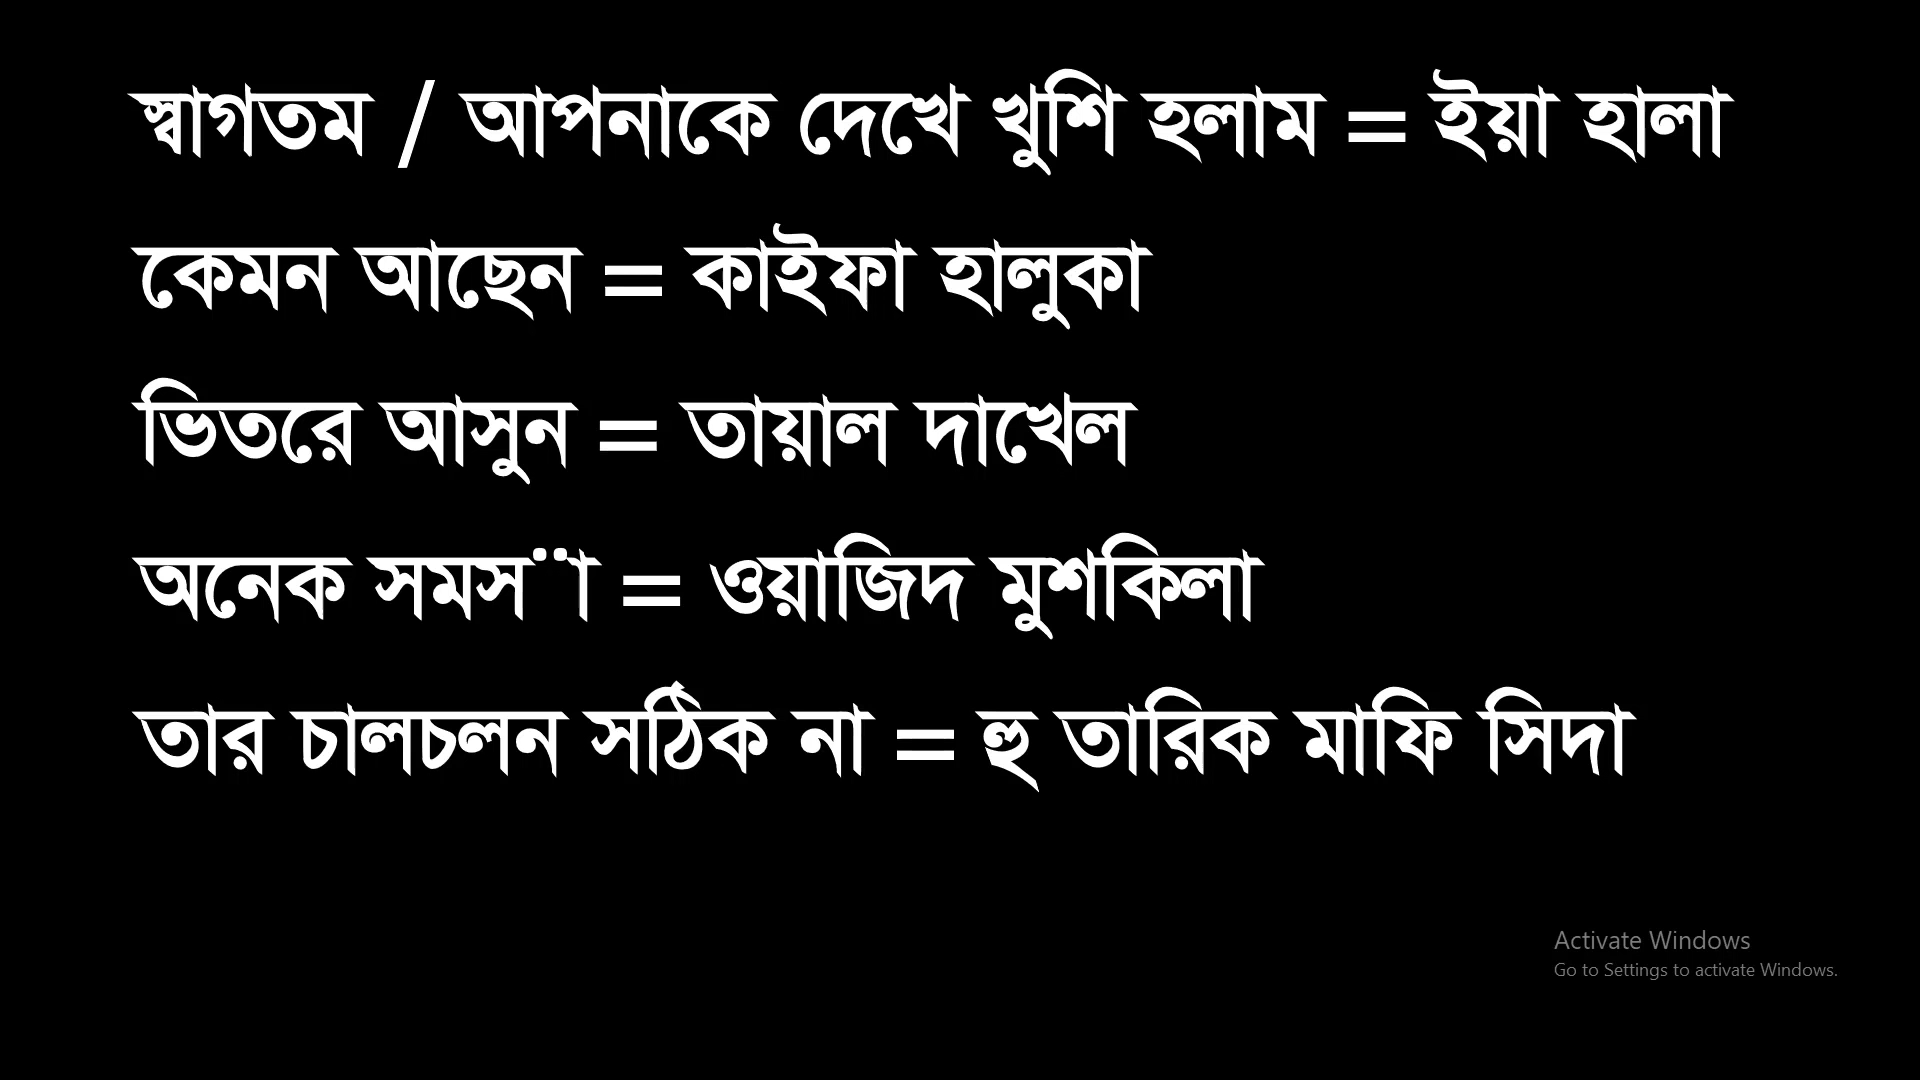 স্বাগতম / আপনাকে দেখে খুশি হলাম = ইয়া হালা
কেমন আছেন = কাইফা হালুকা
ভিতরে আসুন = তায়াল দাখেল
অনেক সমস¨া = ওয়াজিদ মুশকিলা
তার চালচলন সঠিক না = হু তারিক মাফি সিদা
Activate Windows
Go to Settings to activate Windows.